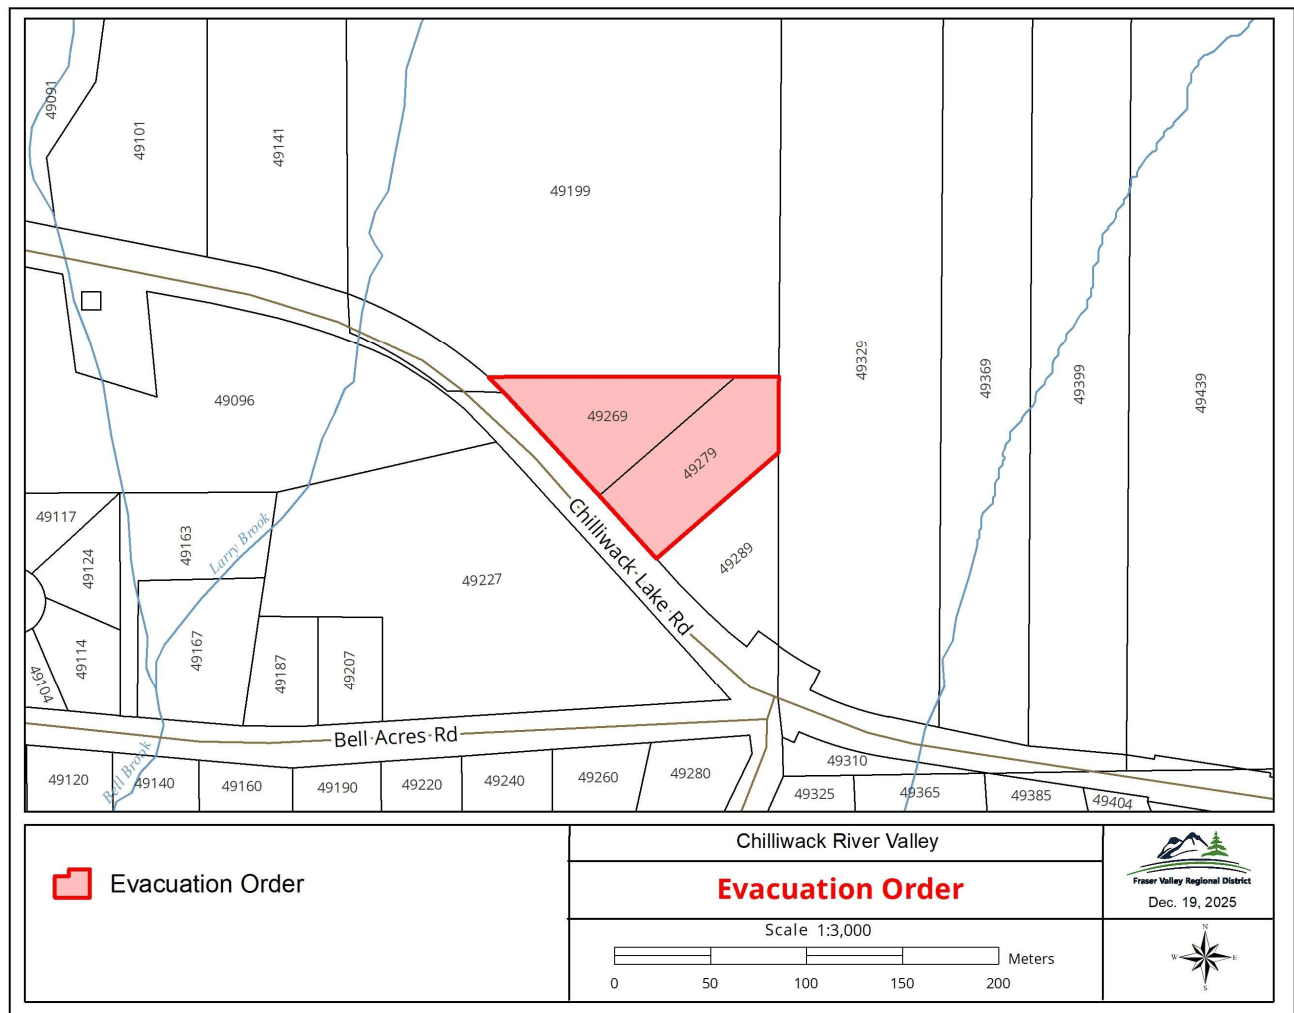 49091
49101
49141
49199
49329
49369
49399
49439
49096
49269
49279
49117
49124
49163
Larry Brook
49289
49227
Chilliwack Lake Rd
49114
49167
49104
49187
49207
Bell Acres Rd
Bell Brook
49120
49140
49160
49190
49220
49240
49260
49280
49310
49325
49365
49385
49404
Evacuation Order
Chilliwack River Valley
Evacuation Order
Scale 1:3,000
Meters
0 50 100 150 200
Fraser Valley Regional District
Dec. 19, 2025
N
W E
S